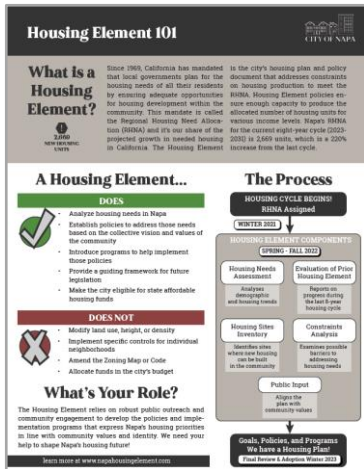 Housing Element 101
CITY OF NAPA
What is a
Housing
Element?
2,669
NEW HOUSING
UNITS
Since 1969, California has mandated
that local governments plan for the
housing needs of all their residents
by ensuring adequate opportunities
for housing development within the
community. This mandate is called
the Regional Housing Need Alloca-
tion (RHNA) and it's our share of the
projected growth in needed housing
in California. The Housing Element
is the city's housing plan and policy
document that addresses constraints
on housing production to meet the
RHNA. Housing Element policies en-
sure enough capacity to produce the
allocated number of housing units for
various income levels. Napa's RHNA
for the current eight-year cycle (2023-
2031) is 2,669 units, which is a 220%
increase from the last cycle.
A Housing Element...
DOES
Analyze housing needs in Napa
Establish policies to address those needs
based on the collective vision and values of
the community
Introduce programs to help implement
those policies
Provide a guiding framework for future
legislation
Make the city eligible for state affordable
housing funds
DOES NOT
Modify land use, height, or density
Implement specific controls for individual
neighborhoods
Amend the Zoning Map or Code
Allocate funds in the city's budget
What's Your Role?
The Housing Element relies on robust public outreach and
community engagement to develop the policies and imple-
mentation programs that express Napa's housing priorities
in line with community values and identity. We need your
help to shape Napa's housing future!
learn more at www.napahousingelement.com
The Process
HOUSING CYCLE BEGINS!
RHNA Assigned
WINTER 2021
HOUSING ELEMENT COMPONENTS
SPRING - FALL 2022
Housing Needs
Assessment
Analyzes
demographic
and housing trends
Evaluation of Prior
Housing Element
Reports on
progress during
the last 8-year
housing cycle
Housing Sites
Inventory
Identifies sites
where new housing
can be built
in the community
Constraints
Analysis
Examines possible
barriers to
addressing
housing needs
Public Input
Aligns the
plan with
community values
Goals, Policies, and Programs
We Have a Housing Plan!
Final Review & Adoption Winter 2023